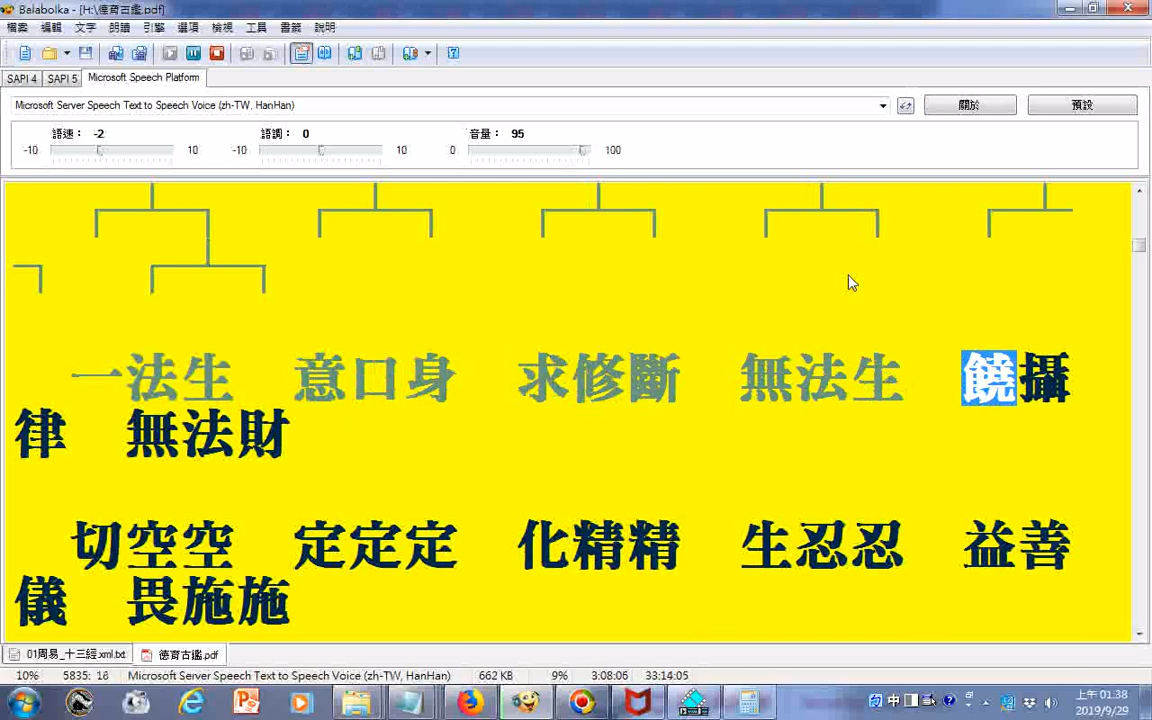 Balabolka - [H:\德育古鑑.pdf]
檔案 編輯 文字 朗讀 引擎 選項 檢視 工具 書籤 說明
SAPI 4 SAPI 5 Microsoft Speech Platform
Microsoft Server Speech Text to Speech Voice (zh-TW, HanHan) 關於 預設
語速： -2 語調： 0 音量： 95
-10 10 -10 10 0 100
一法生 意口身 求修斷 無法生 饒攝
律 無法財
切空空 定定定 化精精 生忍忍 益善
儀 畏施施
01周易_十三經.xml.txt 德育古鑑.pdf
10% 5835: 16 Microsoft Server Speech Text to Speech Voice (zh-TW, HanHan) 662 KB 9% 3:08:06 33:14:05
中 上午 01:38
2019/9/29